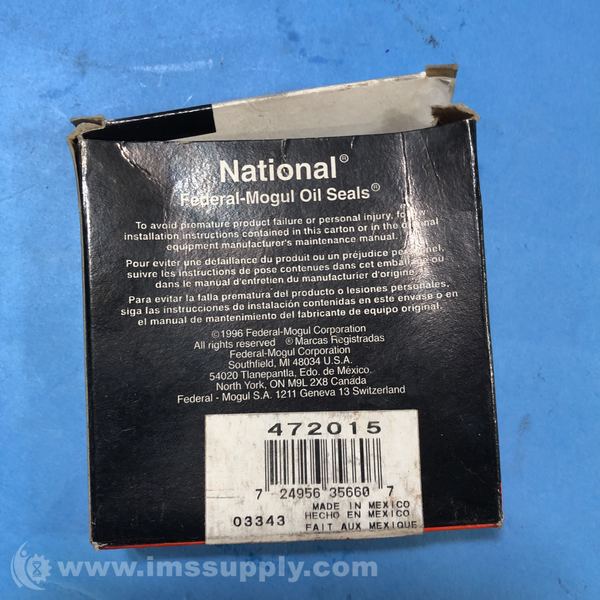 National®
Federal-Mogul Oil Seals®
To avoid premature product failure or personal injury, follow
installation instructions contained in this carton or in the original
equipment manufacturer's maintenance manual.
Pour eviter une defaillance du produit ou un préjudice personnel,
suivre les instructions de pose contenues dans cet emballage ou
dans le manual d'entretien du manufacturier d'origine.
Para evitar la falla prematura del producto o lesiones personales,
siga las instrucciones de instalación contenidas en este envase o en
el manual de mantenimiento del fabricante de equipo original.
©1996 Federal-Mogul Corporation
All rights reserved ®Marcas Registradas
Federal-Mogul Corporation
Southfield, MI 48034 U.S.A.
54020 Tlanepantla, Edo. de México.
North York, ON M9L 2X8 Canada
Federal - Mogul S.A. 1211 Geneva 13 Switzerland
472015
7 24956 35660 7
MADE IN MEXICO
03343 HECHO EN MEXICO
FAIT AUX MEXIQUE
© www.imssupply.com